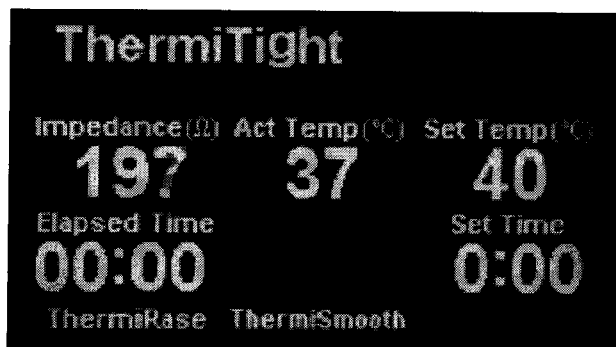 ThermiTight
Impedance(Ω) Act Temp(°C) Set Temp(°C)
197 37 40
Elapsed Time Set Time
00:00 0:00
ThermiRase ThermiSmooth